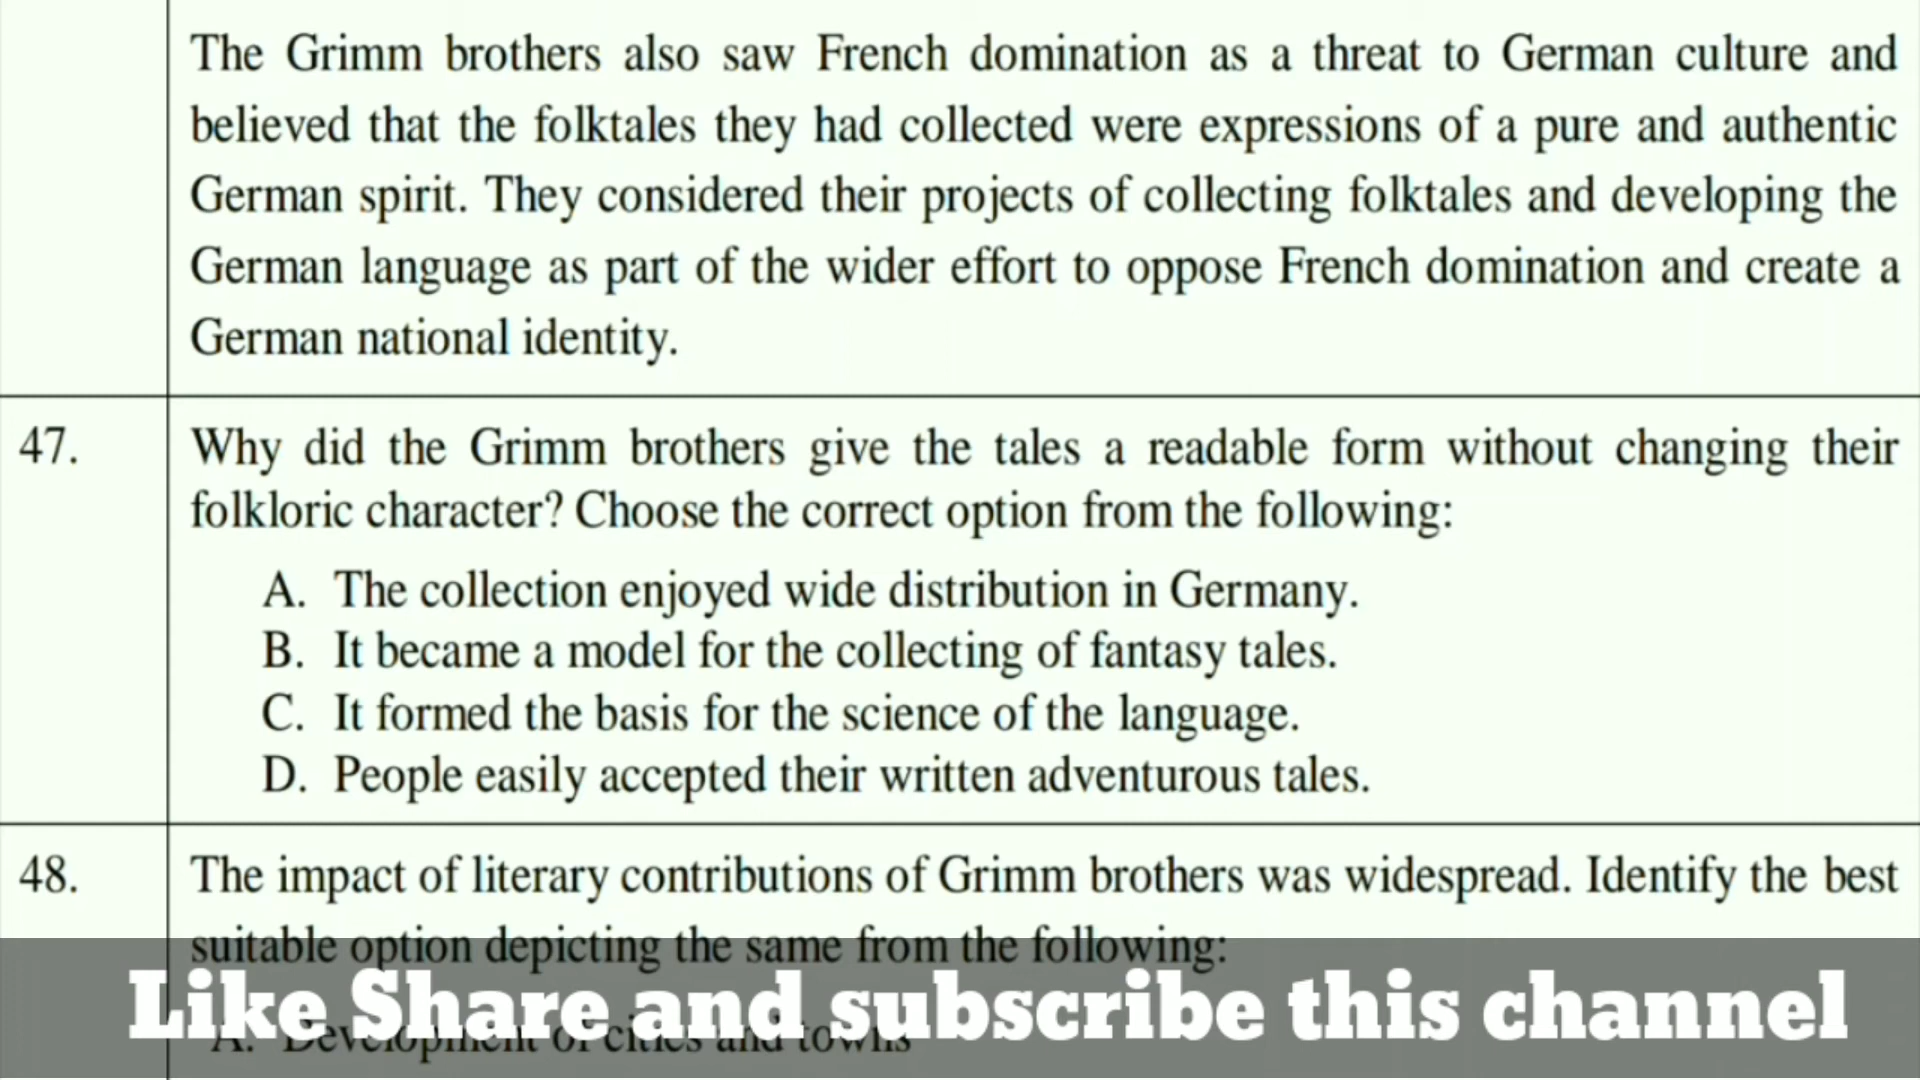 The Grimm brothers also saw French domination as a threat to German culture and
believed that the folktales they had collected were expressions of a pure and authentic
German spirit. They considered their projects of collecting folktales and developing the
German language as part of the wider effort to oppose French domination and create a
German national identity.
47. Why did the Grimm brothers give the tales a readable form without changing their
folkloric character? Choose the correct option from the following:
A. The collection enjoyed wide distribution in Germany.
B. It became a model for the collecting of fantasy tales.
C. It formed the basis for the science of the language.
D. People easily accepted their written adventurous tales.
48. The impact of literary contributions of Grimm brothers was widespread. Identify the best
suitable option depicting the same from the following:
Like Share and subscribe this channel
A. Development of cities and towns